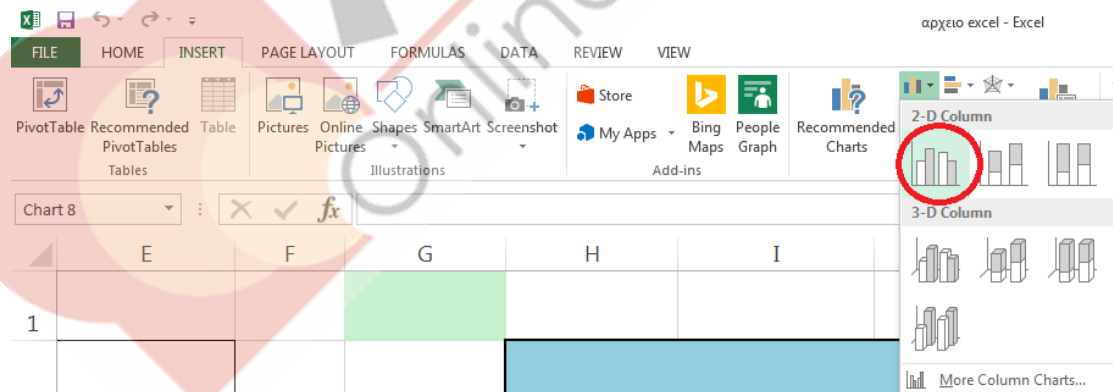 αρχειο excel - Excel
FILE HOME INSERT PAGE LAYOUT FORMULAS DATA REVIEW VIEW
PivotTable Recommended PivotTables Table Pictures Online Pictures Shapes SmartArt Screenshot Store My Apps Bing Maps People Graph Recommended Charts
Tables Illustrations Add-ins
2-D Column
3-D Column
More Column Charts...
Chart 8 fx
E F G H I
1
Online